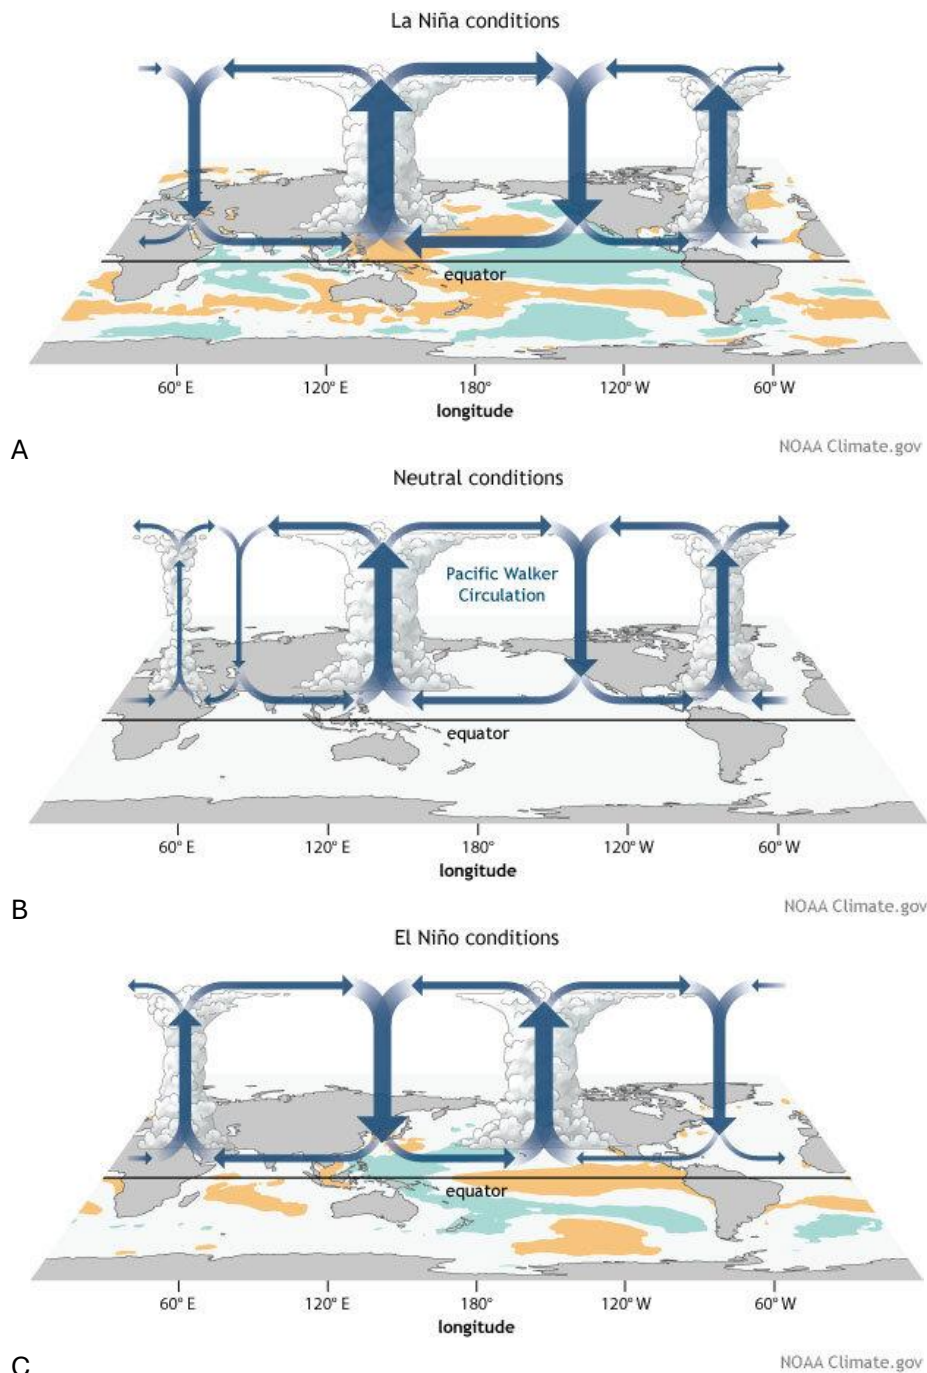 La Niña conditions
equator
60° E 120° E 180° 120° W 60° W
longitude
A
NOAA Climate.gov
Neutral conditions
Pacific Walker
Circulation
equator
60° E 120° E 180° 120° W 60° W
longitude
B
NOAA Climate.gov
El Niño conditions
equator
60° E 120° E 180° 120° W 60° W
longitude
C
NOAA Climate.gov